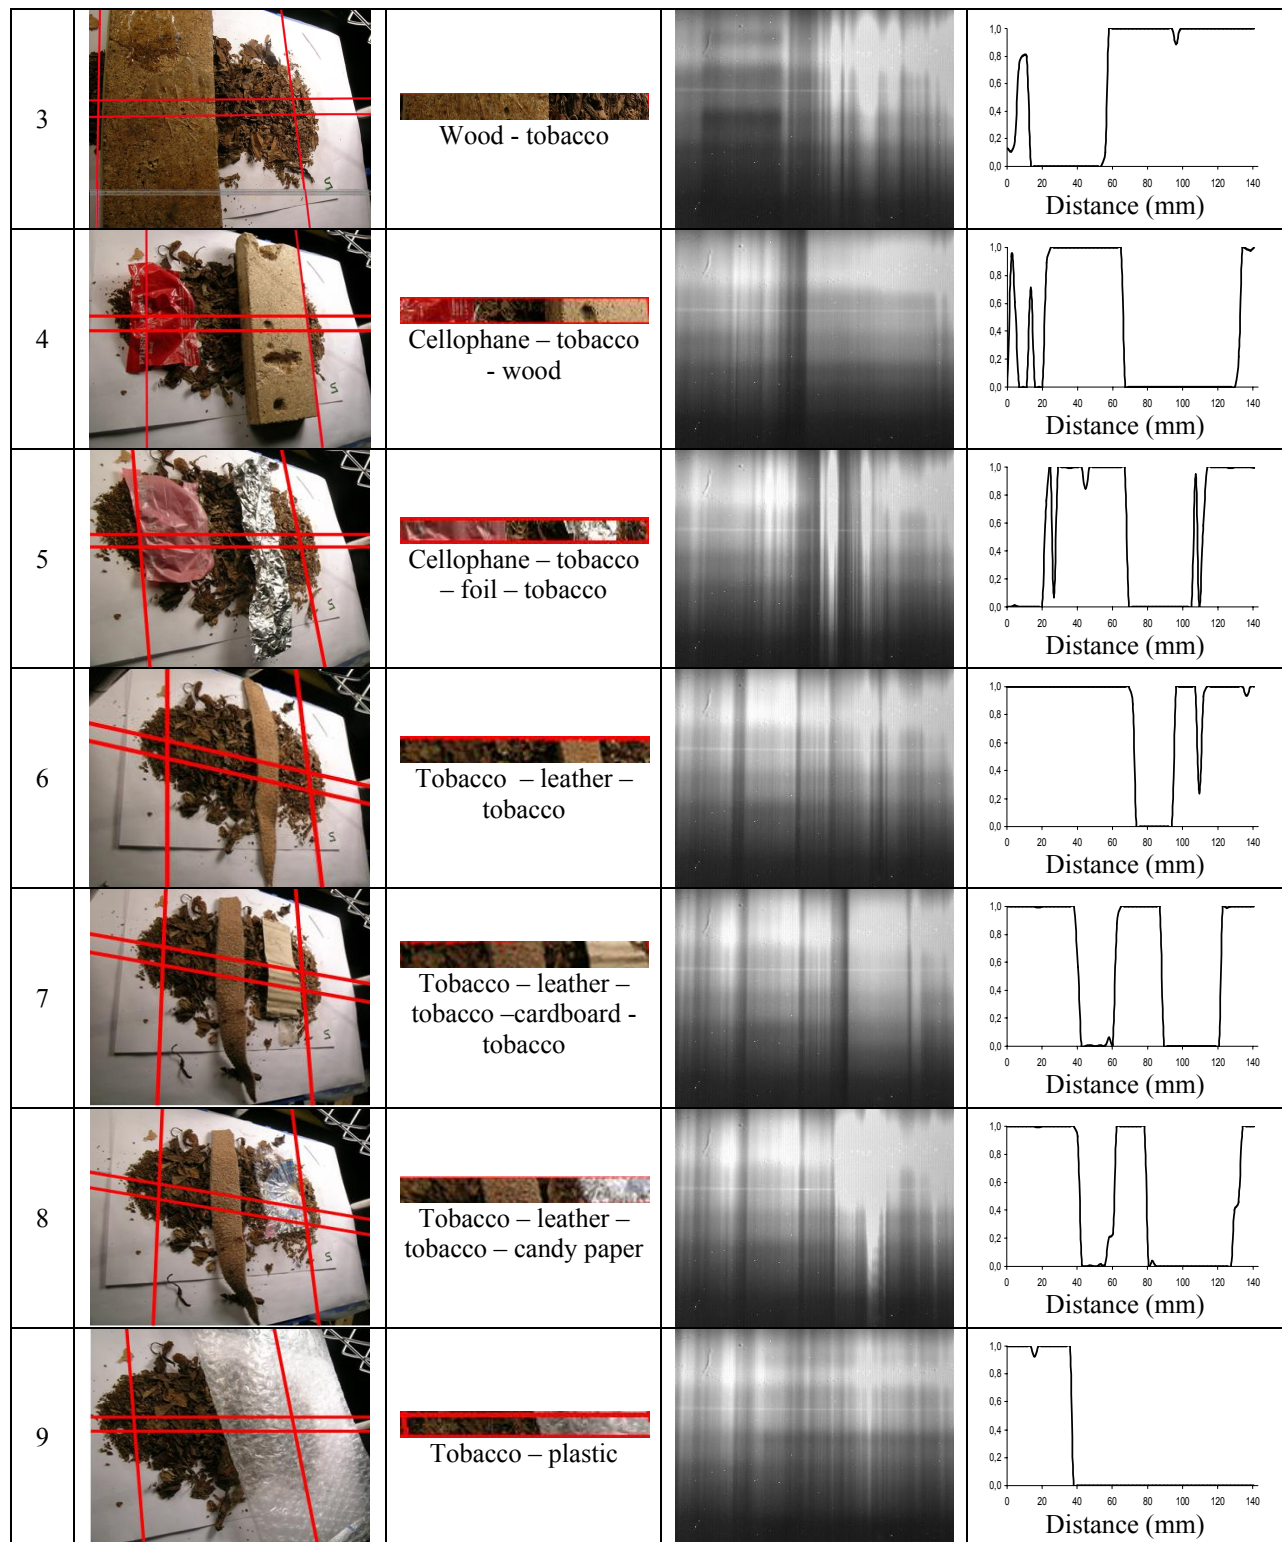 3
Wood - tobacco
1,0
0,8
0,6
0,4
0,2
0,0
0 20 40 60 80 100 120 140
Distance (mm)
4
Cellophane – tobacco
- wood
1,0
0,8
0,6
0,4
0,2
0,0
0 20 40 60 80 100 120 140
Distance (mm)
5
Cellophane – tobacco
– foil – tobacco
1,0
0,8
0,6
0,4
0,2
0,0
0 20 40 60 80 100 120 140
Distance (mm)
6
Tobacco – leather –
tobacco
1,0
0,8
0,6
0,4
0,2
0,0
0 20 40 60 80 100 120 140
Distance (mm)
7
Tobacco – leather –
tobacco –cardboard -
tobacco
1,0
0,8
0,6
0,4
0,2
0,0
0 20 40 60 80 100 120 140
Distance (mm)
8
Tobacco – leather –
tobacco – candy paper
1,0
0,8
0,6
0,4
0,2
0,0
0 20 40 60 80 100 120 140
Distance (mm)
9
Tobacco – plastic
1,0
0,8
0,6
0,4
0,2
0,0
0 20 40 60 80 100 120 140
Distance (mm)